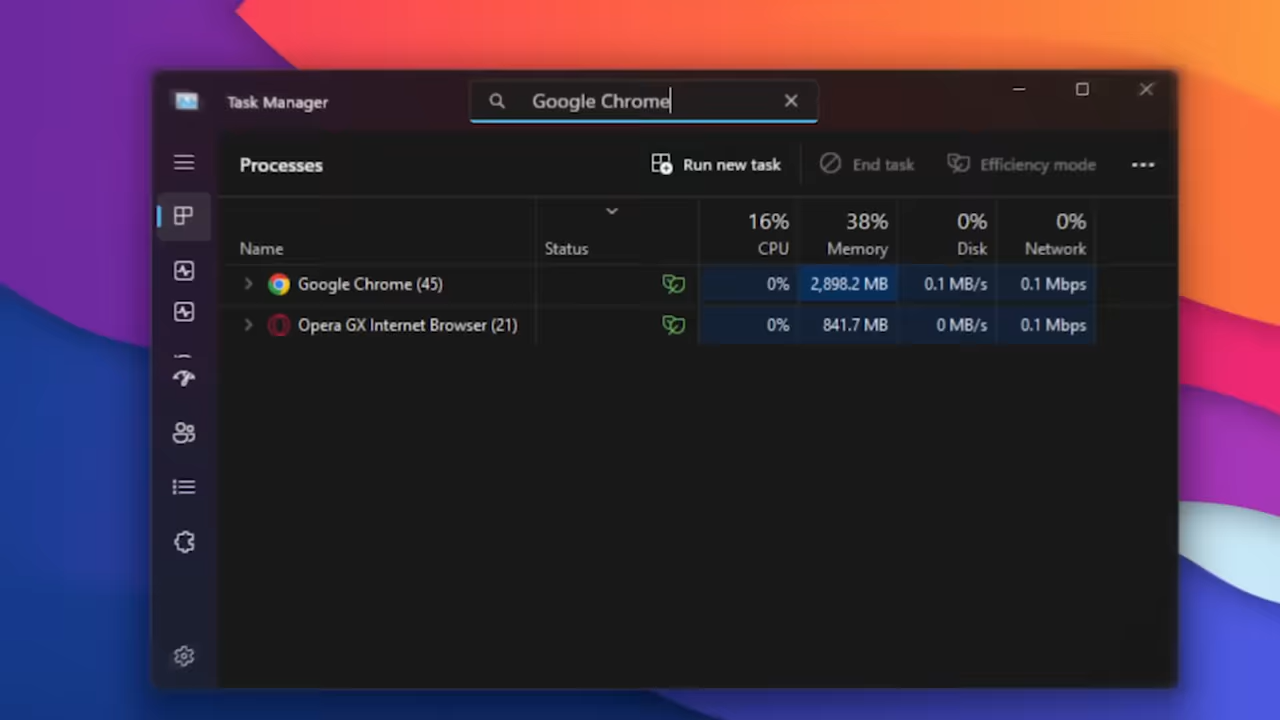 Task Manager
Google Chrome
Processes
Run new task
End task
Efficiency mode
16% 38% 0% 0%
Name Status CPU Memory Disk Network
Google Chrome (45) 0% 2,898.2 MB 0.1 MB/s 0.1 Mbps
Opera GX Internet Browser (21) 0% 841.7 MB 0 MB/s 0.1 Mbps